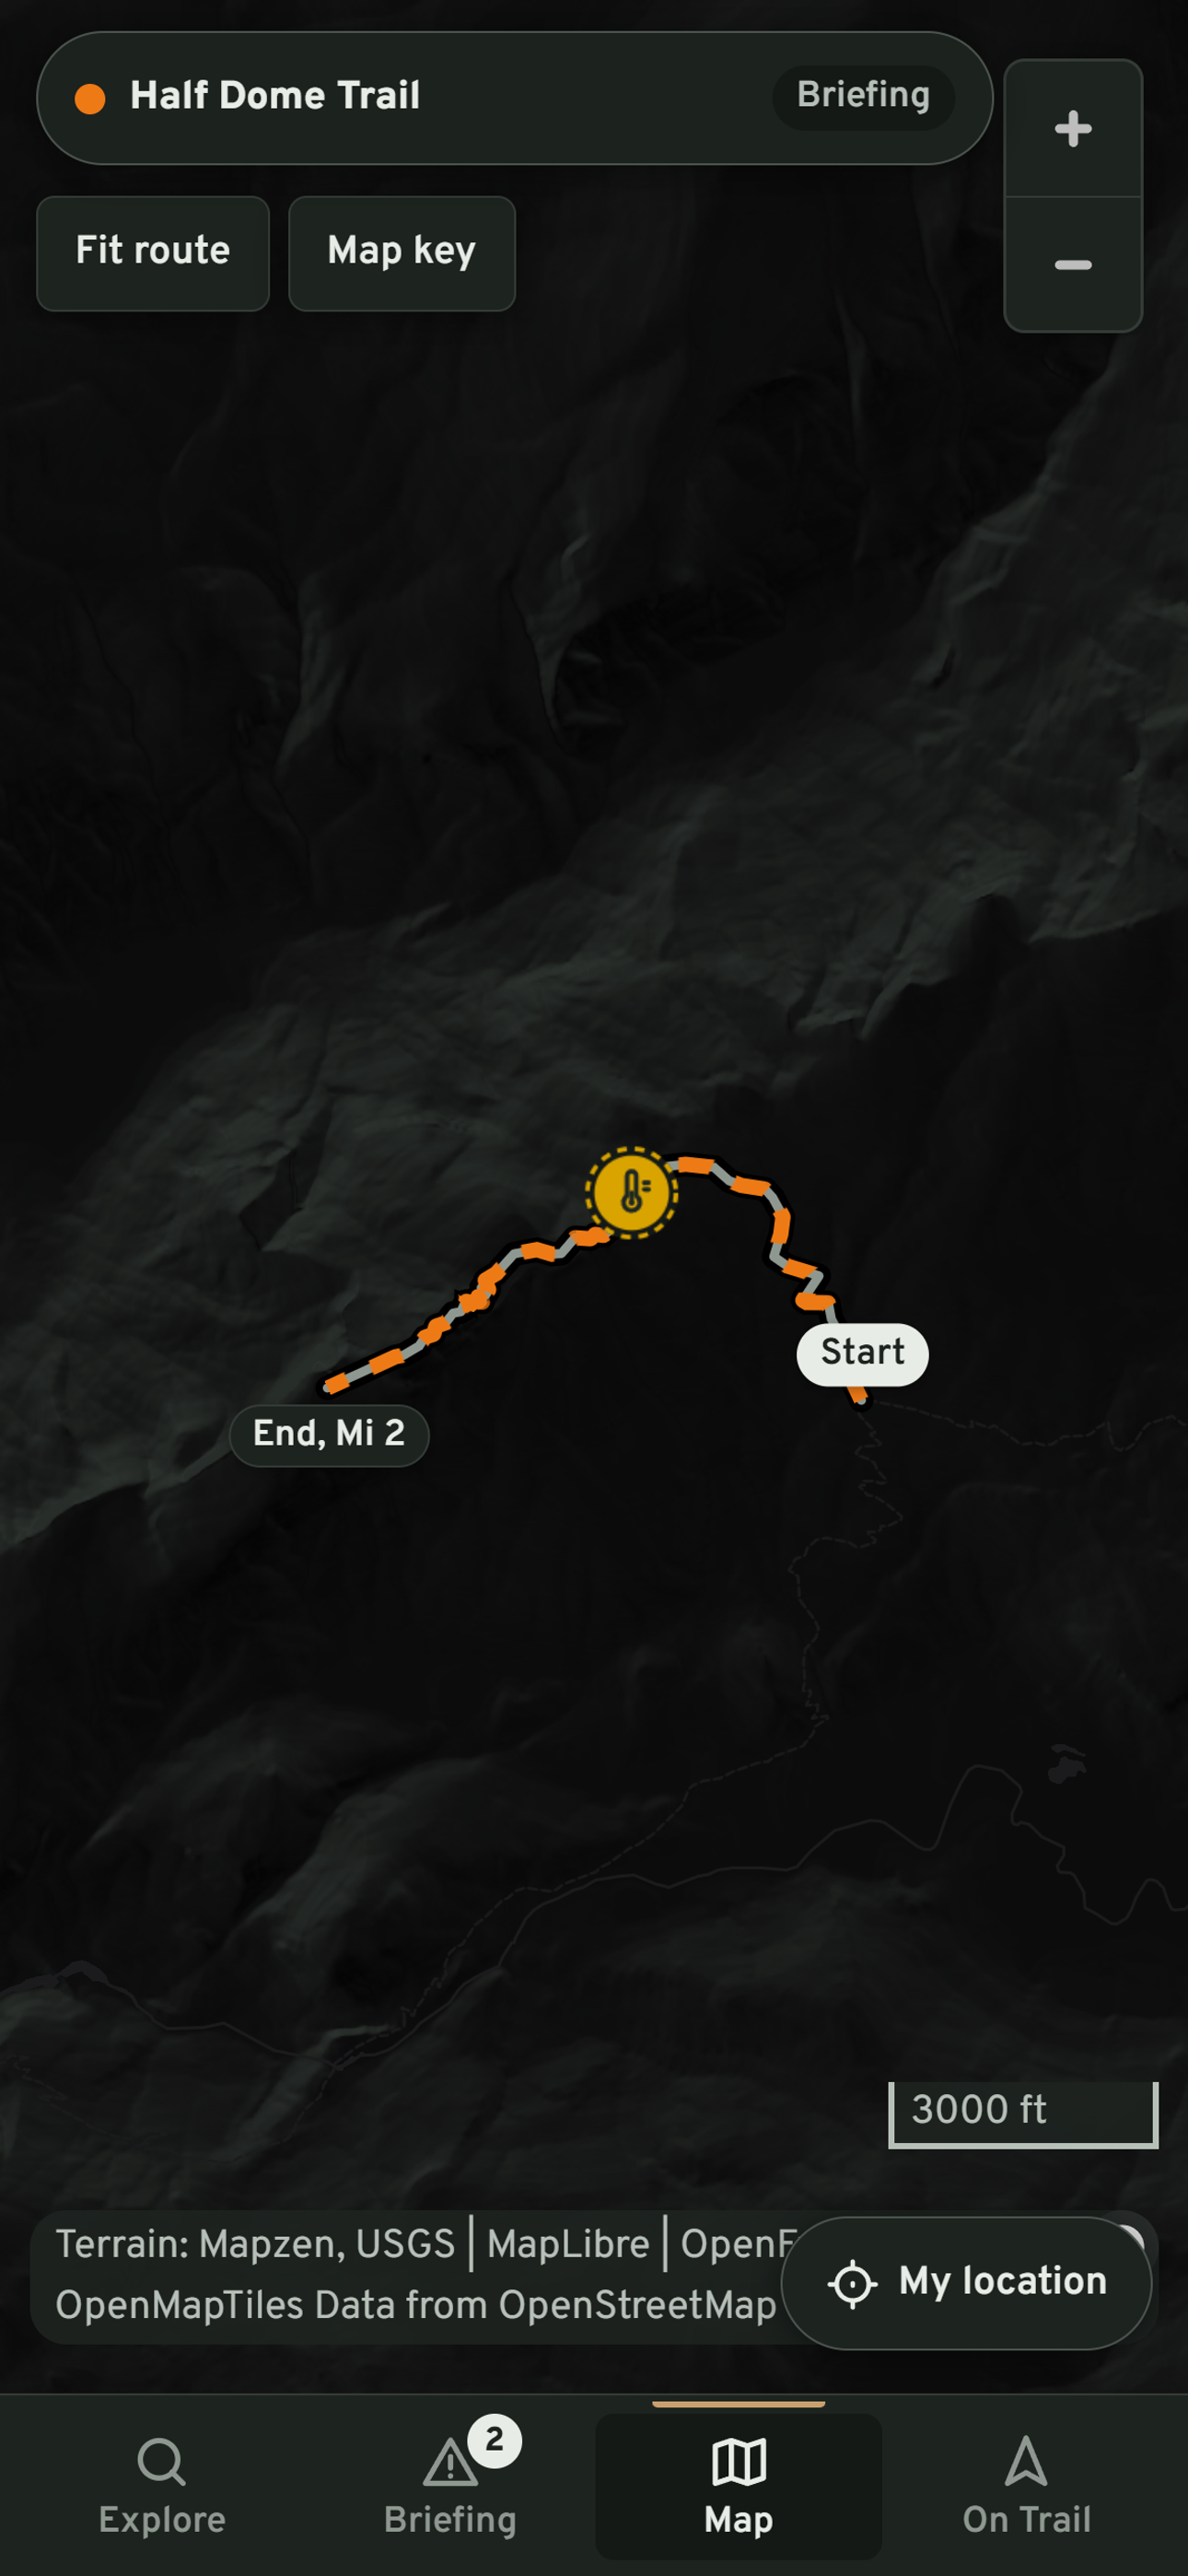 Half Dome Trail
Briefing
Fit route
Map key
Start
End, Mi 2
3000 ft
Terrain: Mapzen, USGS | MapLibre |
OpenMapTiles Data from OpenStreetMap
My location
2
Explore
Briefing
Map
On Trail